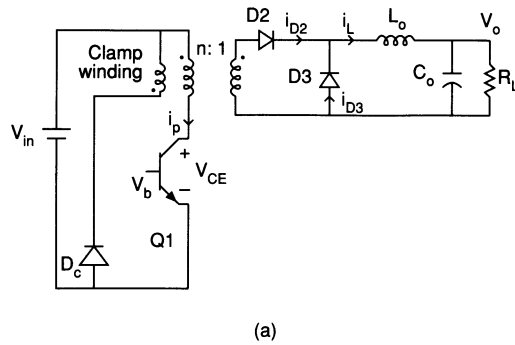 D2
i_D2
i_L
L_o
V_o
Clamp
winding
n: 1
D3
C_o
R_L
i_D3
V_in
i_p
+
V_CE
V_b
–
Q1
D_c
(a)